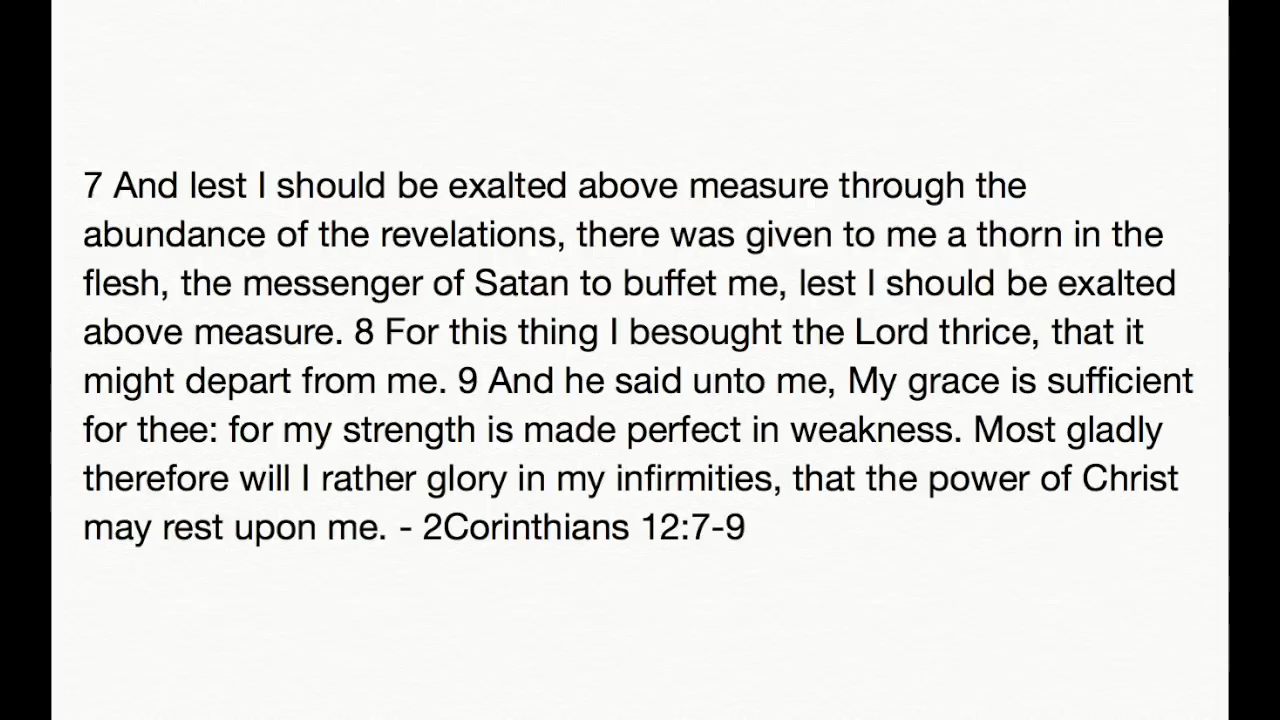 7 And lest I should be exalted above measure through the
abundance of the revelations, there was given to me a thorn in the
flesh, the messenger of Satan to buffet me, lest I should be exalted
above measure. 8 For this thing I besought the Lord thrice, that it
might depart from me. 9 And he said unto me, My grace is sufficient
for thee: for my strength is made perfect in weakness. Most gladly
therefore will I rather glory in my infirmities, that the power of Christ
may rest upon me. - 2Corinthians 12:7-9